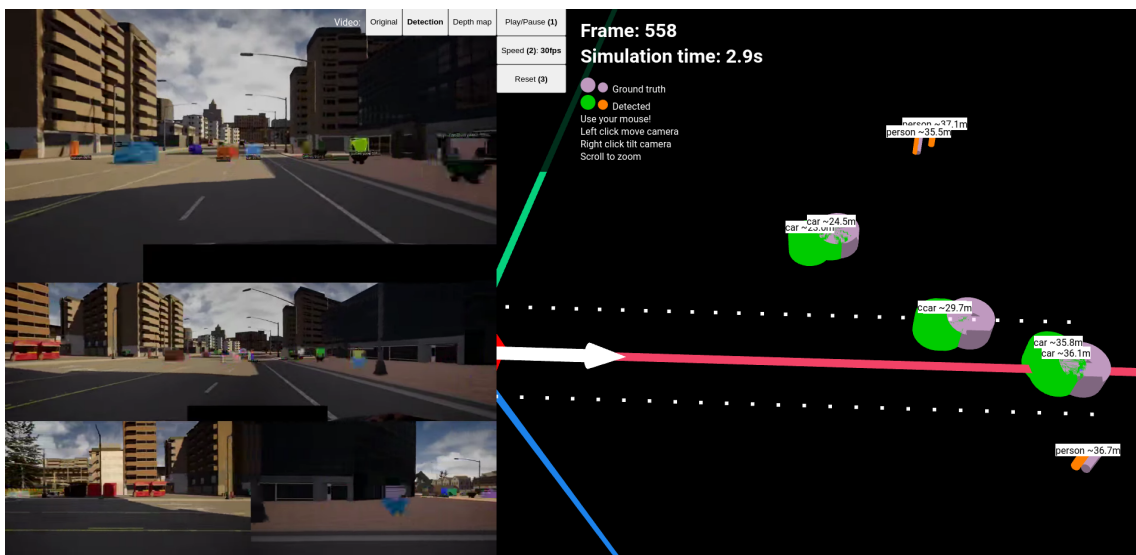 Video:
Original
Detection
Depth map
Play/Pause (1)
Speed (2): 30fps
Reset (3)
Frame: 558
Simulation time: 2.9s
Ground truth
Detected
Use your mouse!
Left click move camera
Right click tilt camera
Scroll to zoom
person ~37.1m
person ~35.5m
car ~24.5m
car
ccar ~29.7m
car ~35.8m
car ~36.1m
person ~36.7m